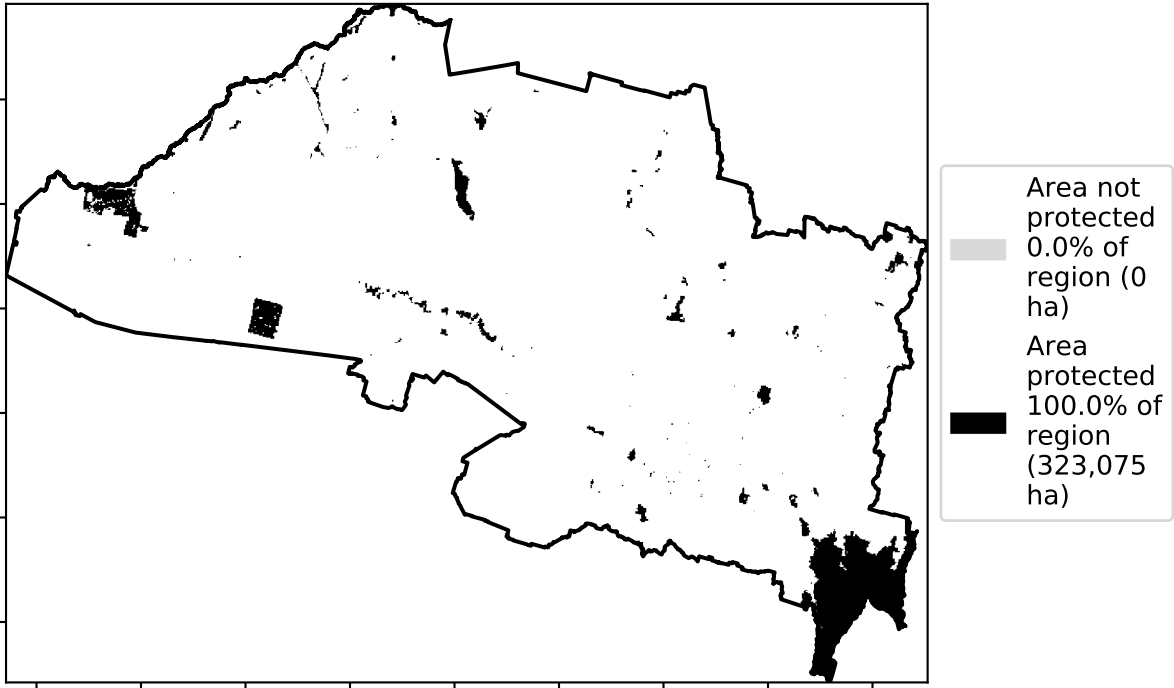 Area not
protected
0.0% of
region (0
ha)
Area
protected
100.0% of
region
(323,075
ha)